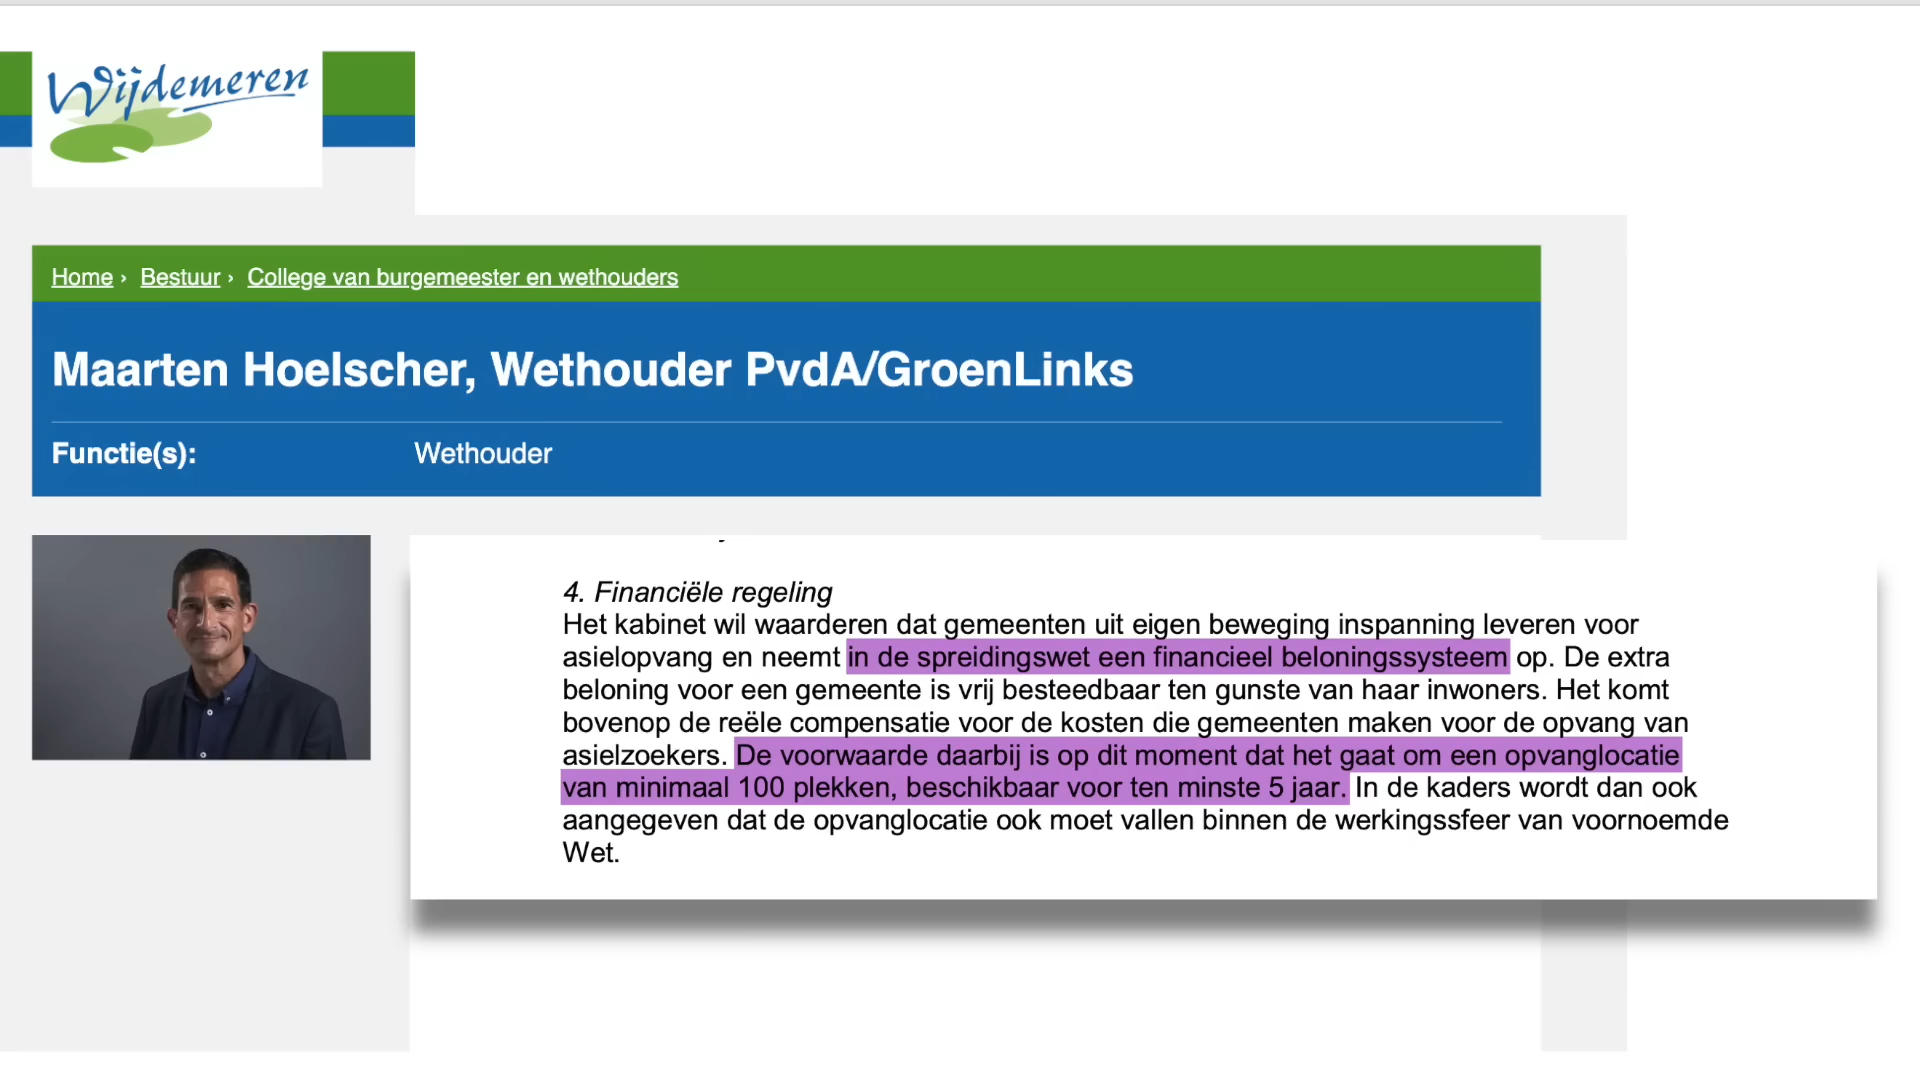 Wijdemeren
Home › Bestuur › College van burgemeester en wethouders
Maarten Hoelscher, Wethouder PvdA/GroenLinks
Functie(s): Wethouder
4. Financiële regeling
Het kabinet wil waarderen dat gemeenten uit eigen beweging inspanning leveren voor
asielopvang en neemt in de spreidingswet een financieel beloningssysteem op. De extra
beloning voor een gemeente is vrij besteedbaar ten gunste van haar inwoners. Het komt
bovenop de reële compensatie voor de kosten die gemeenten maken voor de opvang van
asielzoekers. De voorwaarde daarbij is op dit moment dat het gaat om een opvanglocatie
van minimaal 100 plekken, beschikbaar voor ten minste 5 jaar. In de kaders wordt dan ook
aangegeven dat de opvanglocatie ook moet vallen binnen de werkingssfeer van voornoemde
Wet.